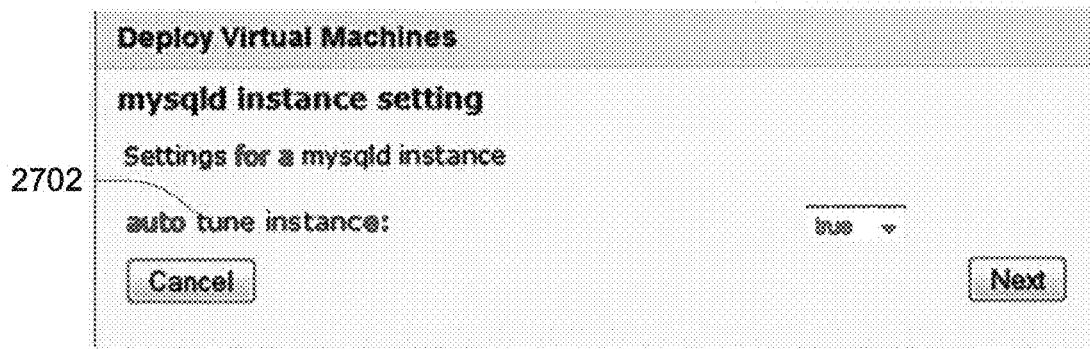 Deploy Virtual Machines
mysqld instance setting
Settings for a mysqld instance
2702
auto tune instance: true
Cancel Next